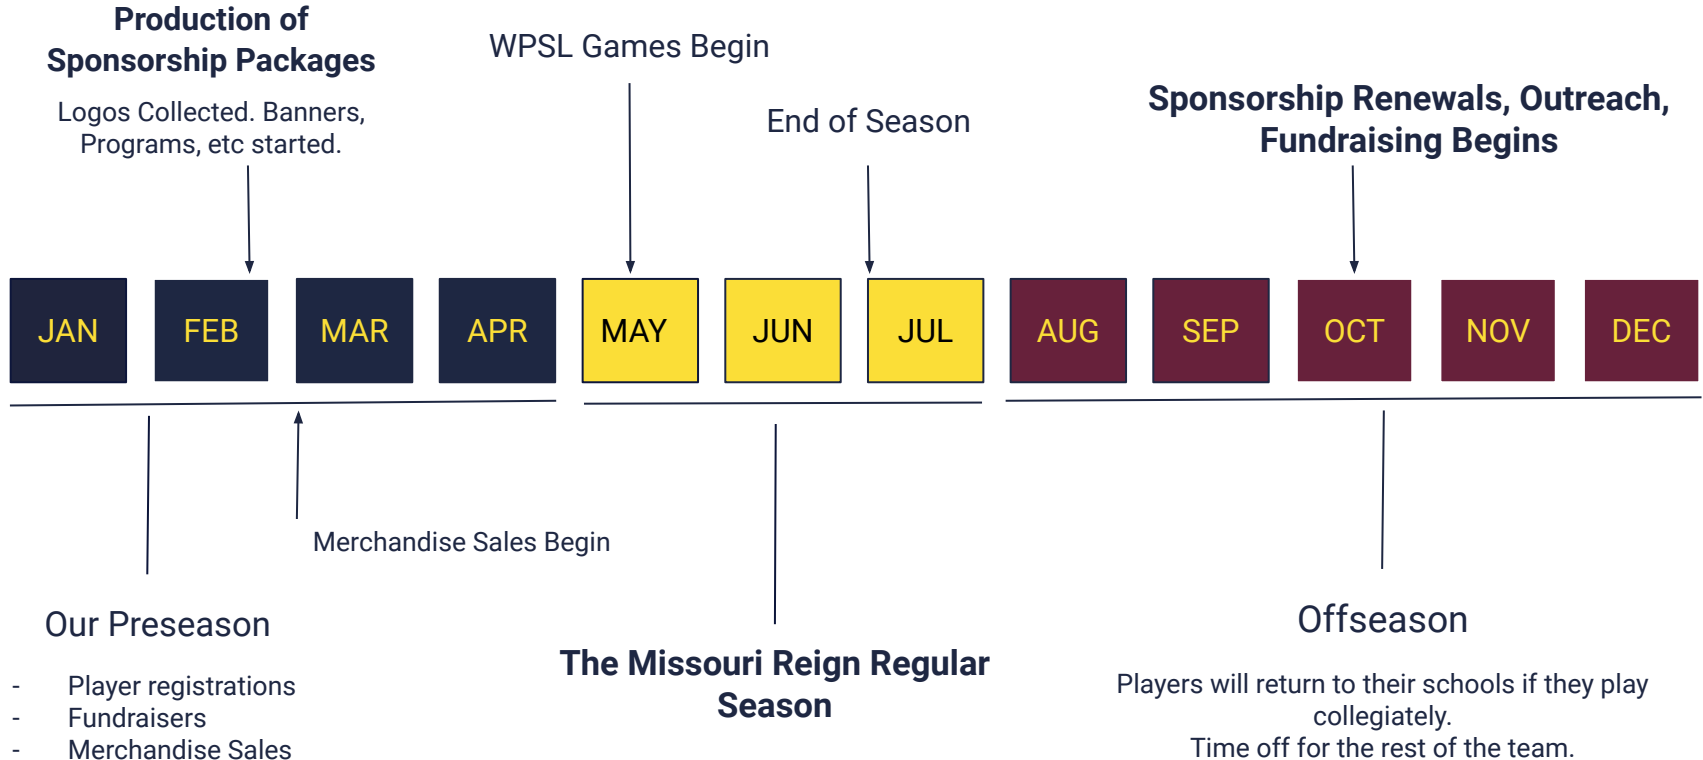 Production of
Sponsorship Packages
Logos Collected. Banners,
Programs, etc started.
WPSL Games Begin
End of Season
Sponsorship Renewals, Outreach,
Fundraising Begins
JAN
FEB
MAR
APR
MAY
JUN
JUL
AUG
SEP
OCT
NOV
DEC
Merchandise Sales Begin
Our Preseason
- Player registrations
- Fundraisers
- Merchandise Sales
The Missouri Reign Regular
Season
Offseason
Players will return to their schools if they play
collegiately.
Time off for the rest of the team.